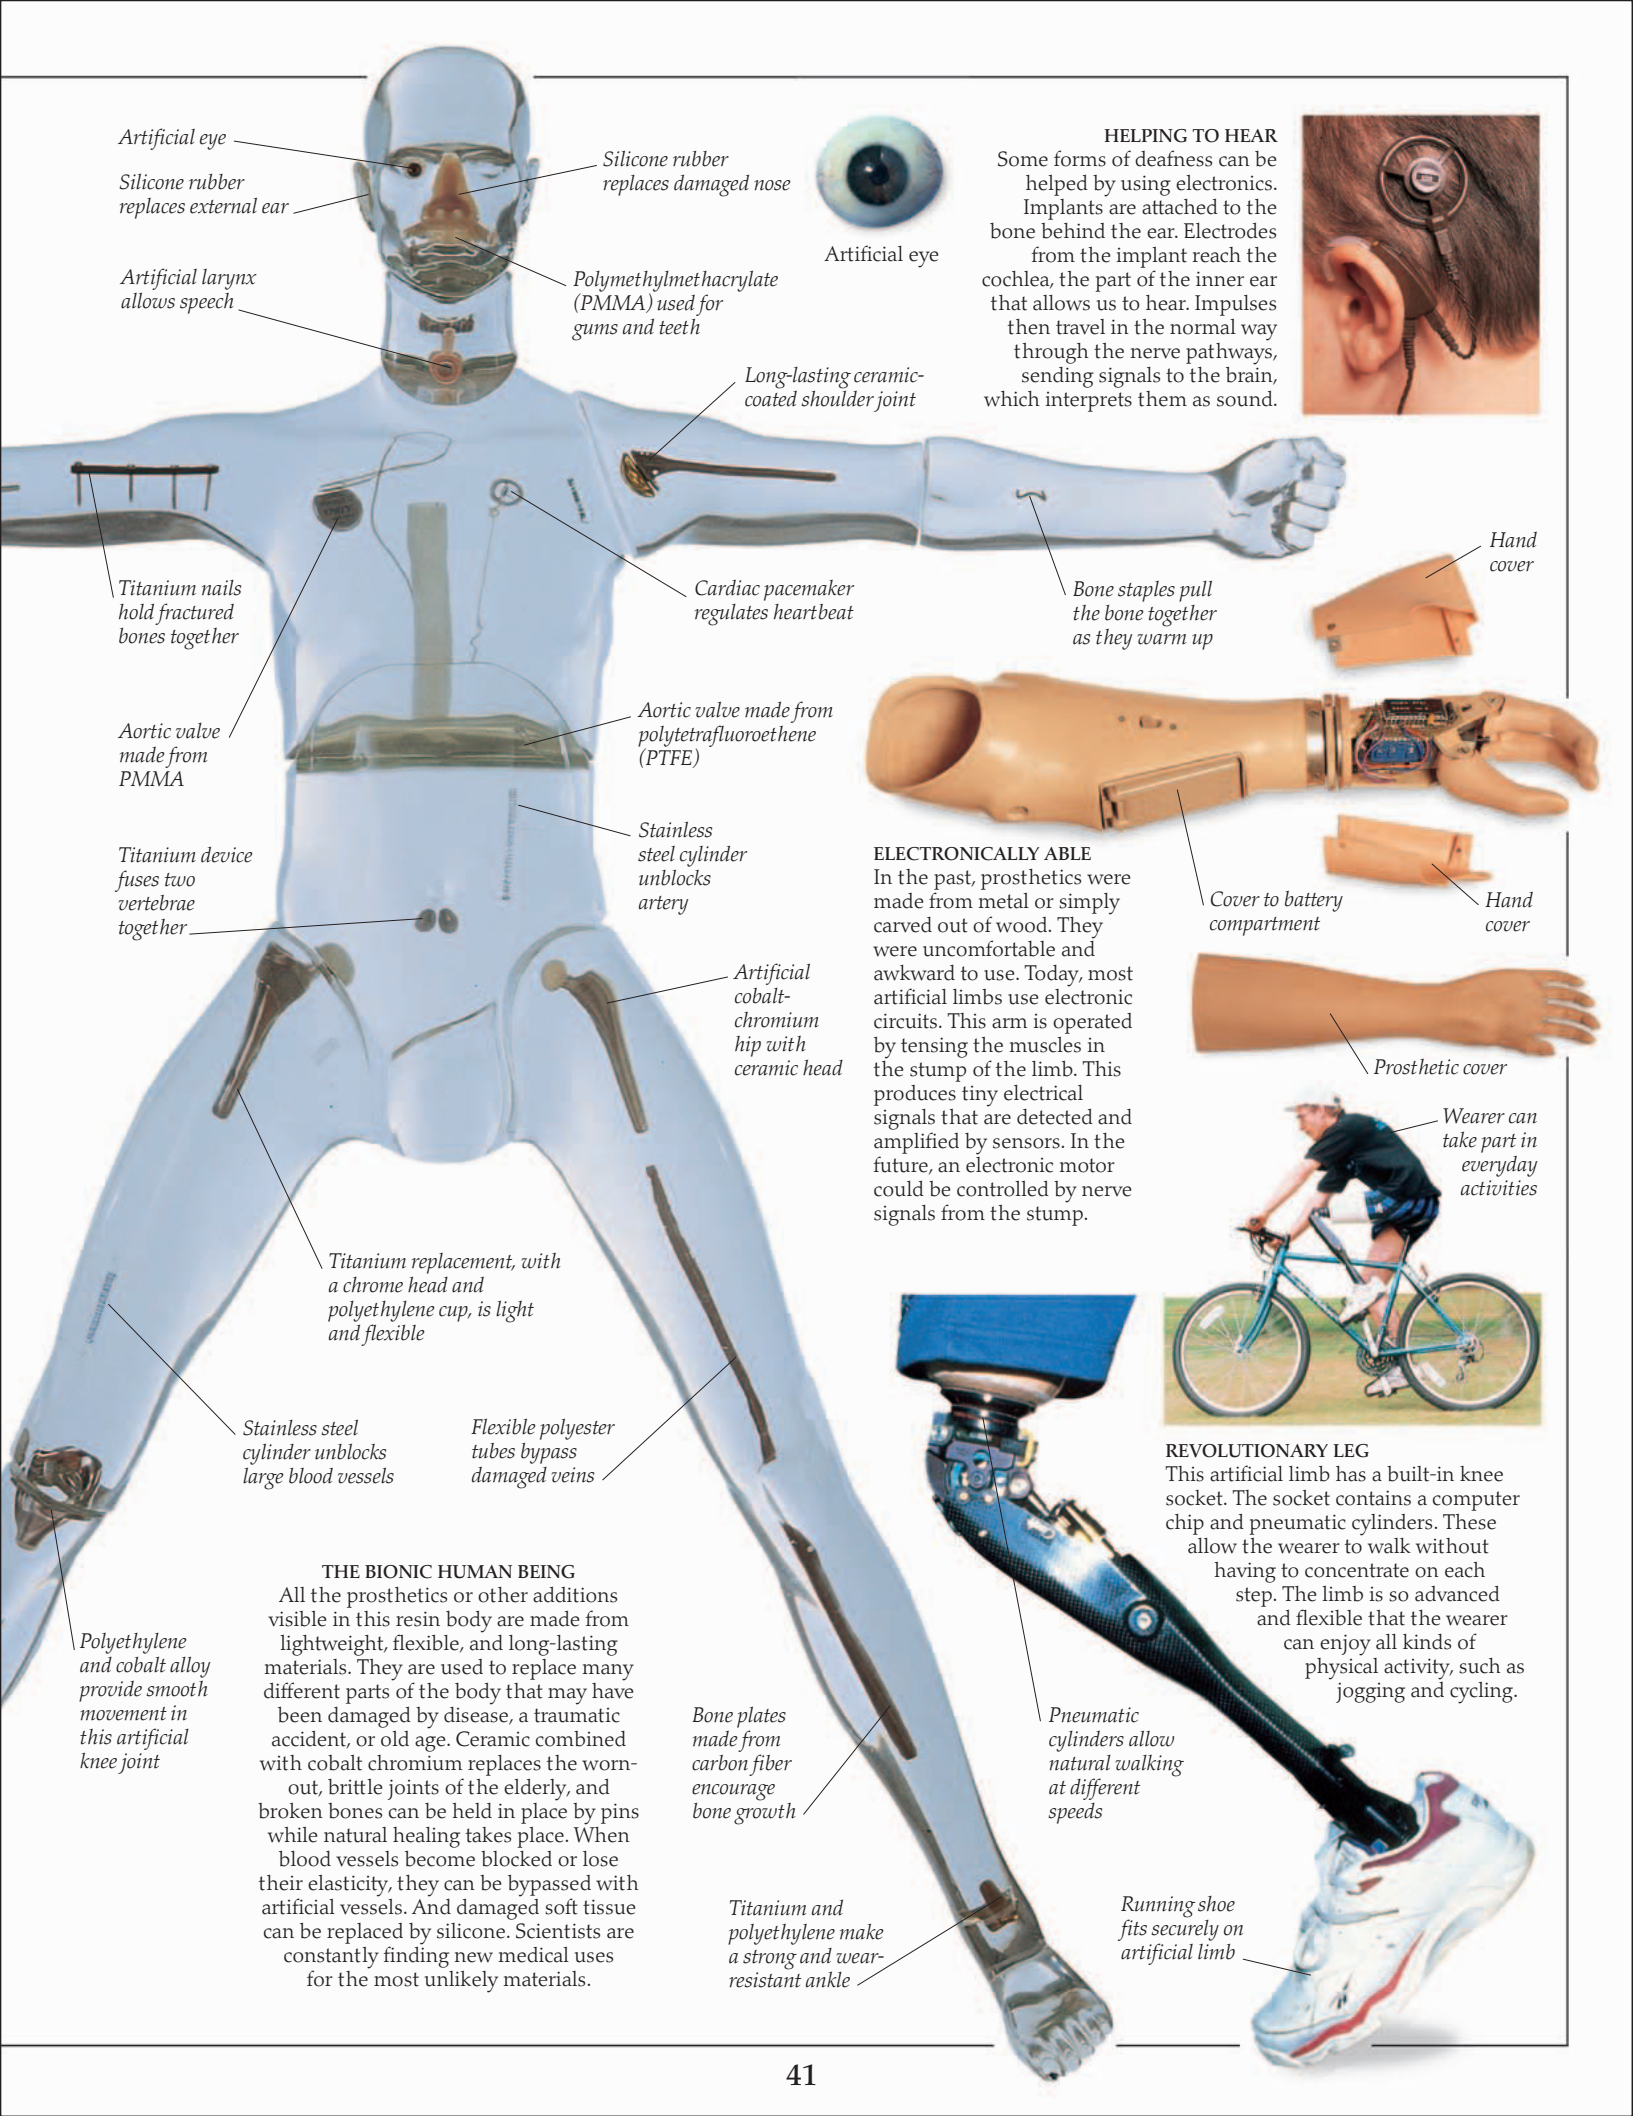 Artificial eye
Silicone rubber
replaces external ear
Artificial larynx
allows speech
Silicone rubber
replaces damaged nose
Polymethylmethacrylate
(PMMA) used for
gums and teeth
Artificial eye
HELPING TO HEAR
Some forms of deafness can be
helped by using electronics.
Implants are attached to the
bone behind the ear. Electrodes
from the implant reach the
cochlea, the part of the inner ear
that allows us to hear. Impulses
then travel in the normal way
through the nerve pathways,
sending signals to the brain,
which interprets them as sound.
Long-lasting ceramic-
coated shoulder joint
Titanium nails
hold fractured
bones together
Cardiac pacemaker
regulates heartbeat
Bone staples pull
the bone together
as they warm up
Hand
cover
Aortic valve
made from
PMMA
Aortic valve made from
polytetrafluoroethene
(PTFE)
Titanium device
fuses two
vertebrae
together
Stainless
steel cylinder
unblocks
artery
Artificial
cobalt-
chromium
hip with
ceramic head
ELECTRONICALLY ABLE
In the past, prosthetics were
made from metal or simply
carved out of wood. They
were uncomfortable and
awkward to use. Today, most
artificial limbs use electronic
circuits. This arm is operated
by tensing the muscles in
the stump of the limb. This
produces tiny electrical
signals that are detected and
amplified by sensors. In the
future, an electronic motor
could be controlled by nerve
signals from the stump.
Cover to battery
compartment
Hand
cover
Prosthetic cover
Wearer can
take part in
everyday
activities
Titanium replacement, with
a chrome head and
polyethylene cup, is light
and flexible
Stainless steel
cylinder unblocks
large blood vessels
Flexible polyester
tubes bypass
damaged veins
REVOLUTIONARY LEG
This artificial limb has a built-in knee
socket. The socket contains a computer
chip and pneumatic cylinders. These
allow the wearer to walk without
having to concentrate on each
step. The limb is so advanced
and flexible that the wearer
can enjoy all kinds of
physical activity, such as
jogging and cycling.
Polyethylene
and cobalt alloy
provide smooth
movement in
this artificial
knee joint
THE BIONIC HUMAN BEING
All the prosthetics or other additions
visible in this resin body are made from
lightweight, flexible, and long-lasting
materials. They are used to replace many
different parts of the body that may have
been damaged by disease, a traumatic
accident, or old age. Ceramic combined
with cobalt chromium replaces the worn-
out, brittle joints of the elderly, and
broken bones can be held in place by pins
while natural healing takes place. When
blood vessels become blocked or lose
their elasticity, they can be bypassed with
artificial vessels. And damaged soft tissue
can be replaced by silicone. Scientists are
constantly finding new medical uses
for the most unlikely materials.
Bone plates
made from
carbon fiber
encourage
bone growth
Pneumatic
cylinders allow
natural walking
at different
speeds
Titanium and
polyethylene make
a strong and wear-
resistant ankle
Running shoe
fits securely on
artificial limb
41